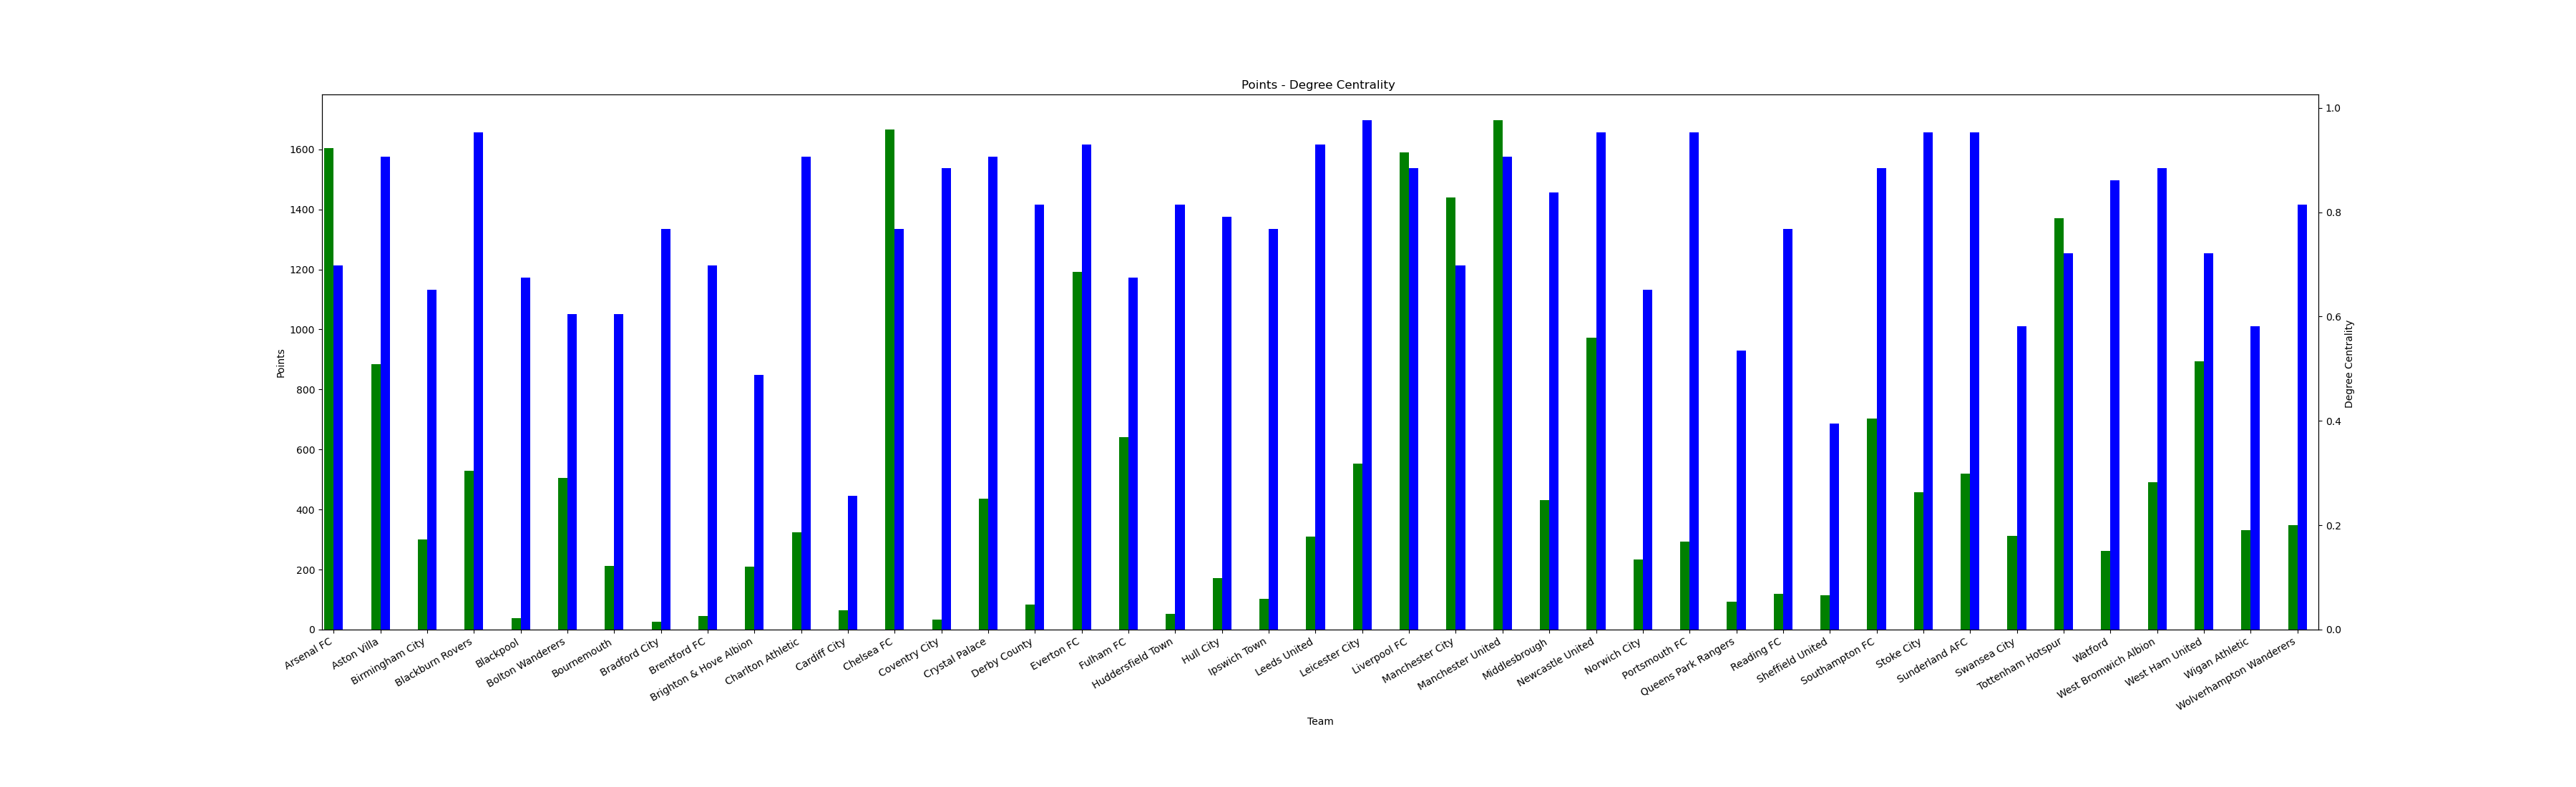 Points - Degree Centrality
1600
1400
1200
1000
800
600
400
200
0
Points
1.0
0.8
0.6
0.4
0.2
0.0
Degree Centrality
Arsenal FC
Aston Villa
Birmingham City
Blackburn Rovers
Blackpool
Bolton Wanderers
Bournemouth
Bradford City
Brentford FC
Brighton & Hove Albion
Charlton Athletic
Cardiff City
Chelsea FC
Coventry City
Crystal Palace
Derby County
Everton FC
Fulham FC
Huddersfield Town
Hull City
Ipswich Town
Leeds United
Leicester City
Liverpool FC
Manchester City
Manchester United
Middlesbrough
Newcastle United
Norwich City
Portsmouth FC
Queens Park Rangers
Reading FC
Sheffield United
Southampton FC
Stoke City
Sunderland AFC
Swansea City
Tottenham Hotspur
Watford
West Bromwich Albion
West Ham United
Wigan Athletic
Wolverhampton Wanderers
Team